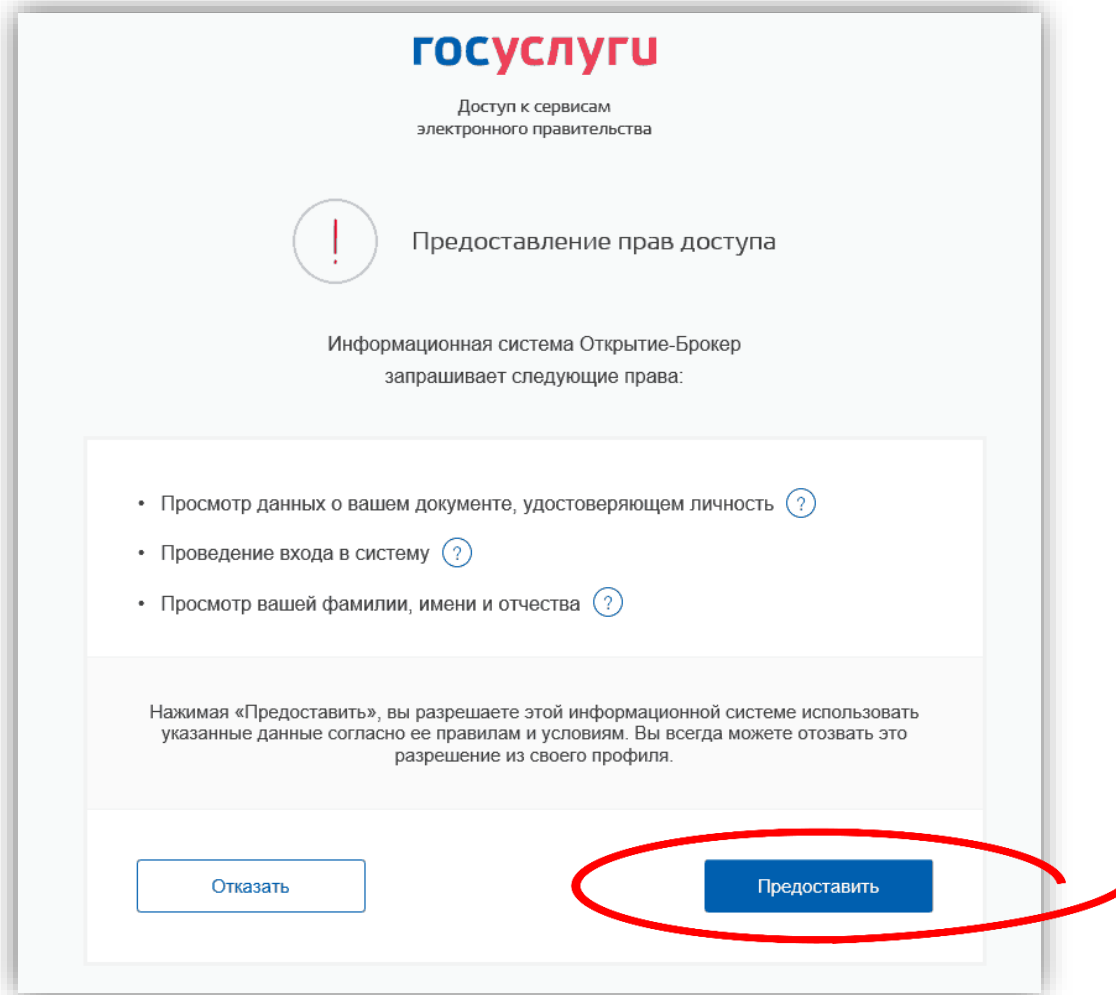 госуслуги
Доступ к сервисам
электронного правительства
Предоставление прав доступа
Информационная система Открытие-Брокер
запрашивает следующие права:
• Просмотр данных о вашем документе, удостоверяющем личность ?
• Проведение входа в систему ?
• Просмотр вашей фамилии, имени и отчества ?
Нажимая «Предоставить», вы разрешаете этой информационной системе использовать
указанные данные согласно ее правилам и условиям. Вы всегда можете отозвать это
разрешение из своего профиля.
Отказать
Предоставить